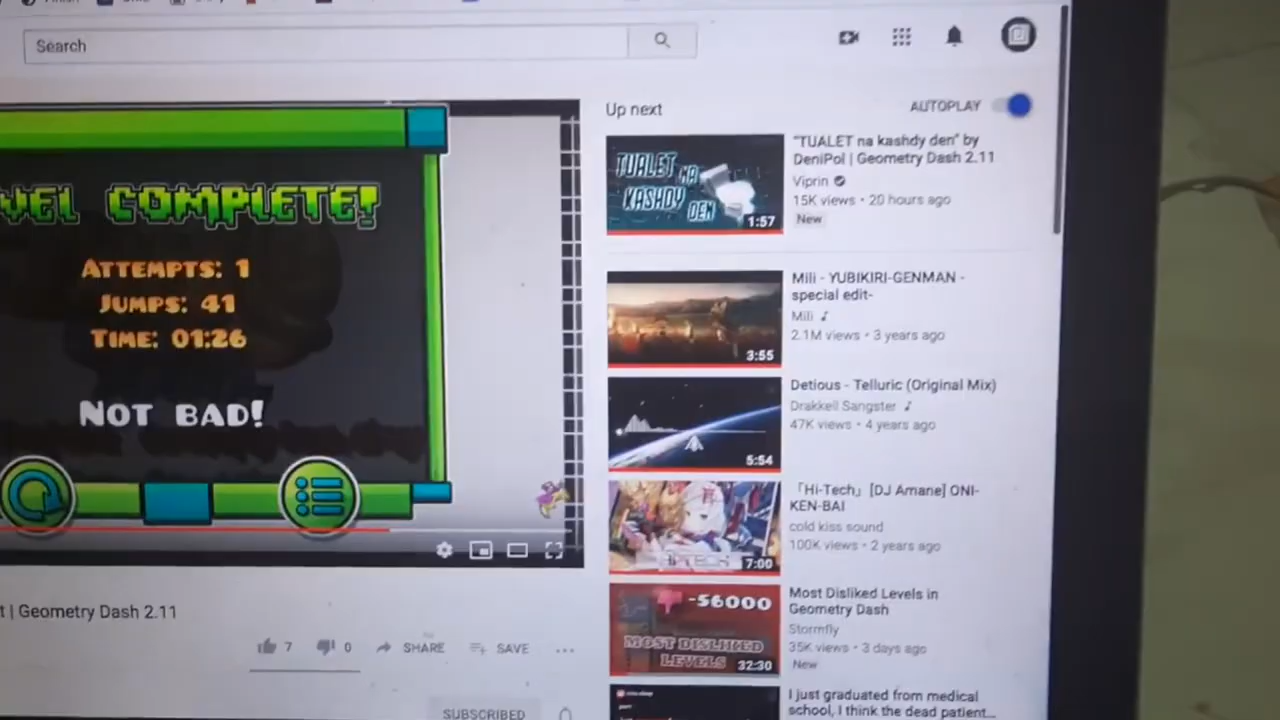 Search
Up next
AUTOPLAY
VEL COMPLETE!
ATTEMPTS: 1
JUMPS: 41
TIME: 01:26
NOT BAD!
TUALET
NA
KASHDY
DEN
1:57
"TUALET na kashdy den" by
DeniPol | Geometry Dash 2.11
Viprin
15K views • 20 hours ago
New
3:55
Mili - YUBIKIRI-GENMAN -
special edit-
Mili
2.1M views • 3 years ago
5:54
Detious - Telluric (Original Mix)
Drakkeil Sangster
47K views • 4 years ago
7:00
「Hi-Tech」 [DJ Amane] ONI-
KEN-BAI
cold kiss sound
100K views • 2 years ago
-56000
MOST DISLIKED
LEVELS
32:30
Most Disliked Levels in
Geometry Dash
Stormfly
35K views • 3 days ago
New
t | Geometry Dash 2.11
7
0
SHARE
SAVE
SUBSCRIBED
I just graduated from medical
school, I think the dead patient...